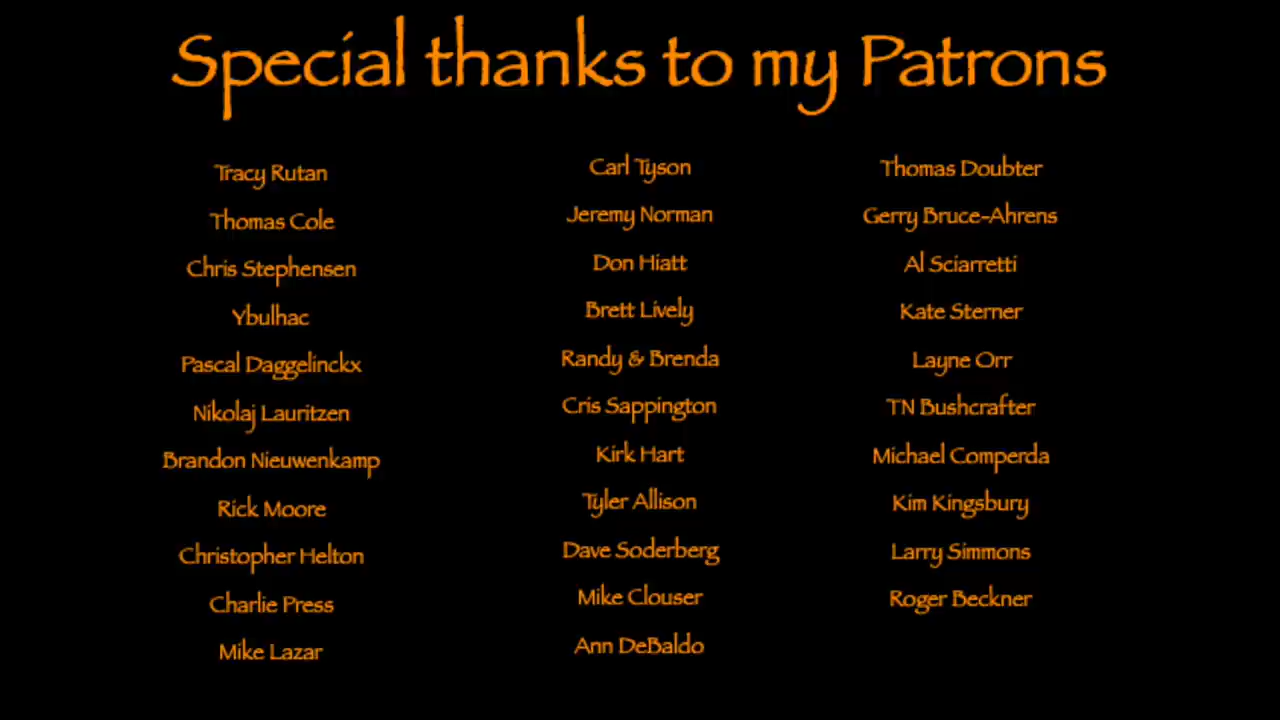 Special thanks to my Patrons
Tracy Rutan
Thomas Cole
Chris Stephensen
Ybulhac
Pascal Daggelinckx
Nikolaj Lauritzen
Brandon Nieuwenkamp
Rick Moore
Christopher Helton
Charlie Press
Mike Lazar
Carl Tyson
Jeremy Norman
Don Hiatt
Brett Lively
Randy & Brenda
Cris Sappington
Kirk Hart
Tyler Allison
Dave Soderberg
Mike Clouser
Ann DeBaldo
Thomas Doubter
Gerry Bruce-Ahrens
Al Sciarretti
Kate Sterner
Layne Orr
TN Bushcrafter
Michael Comperda
Kim Kingsbury
Larry Simmons
Roger Beckner